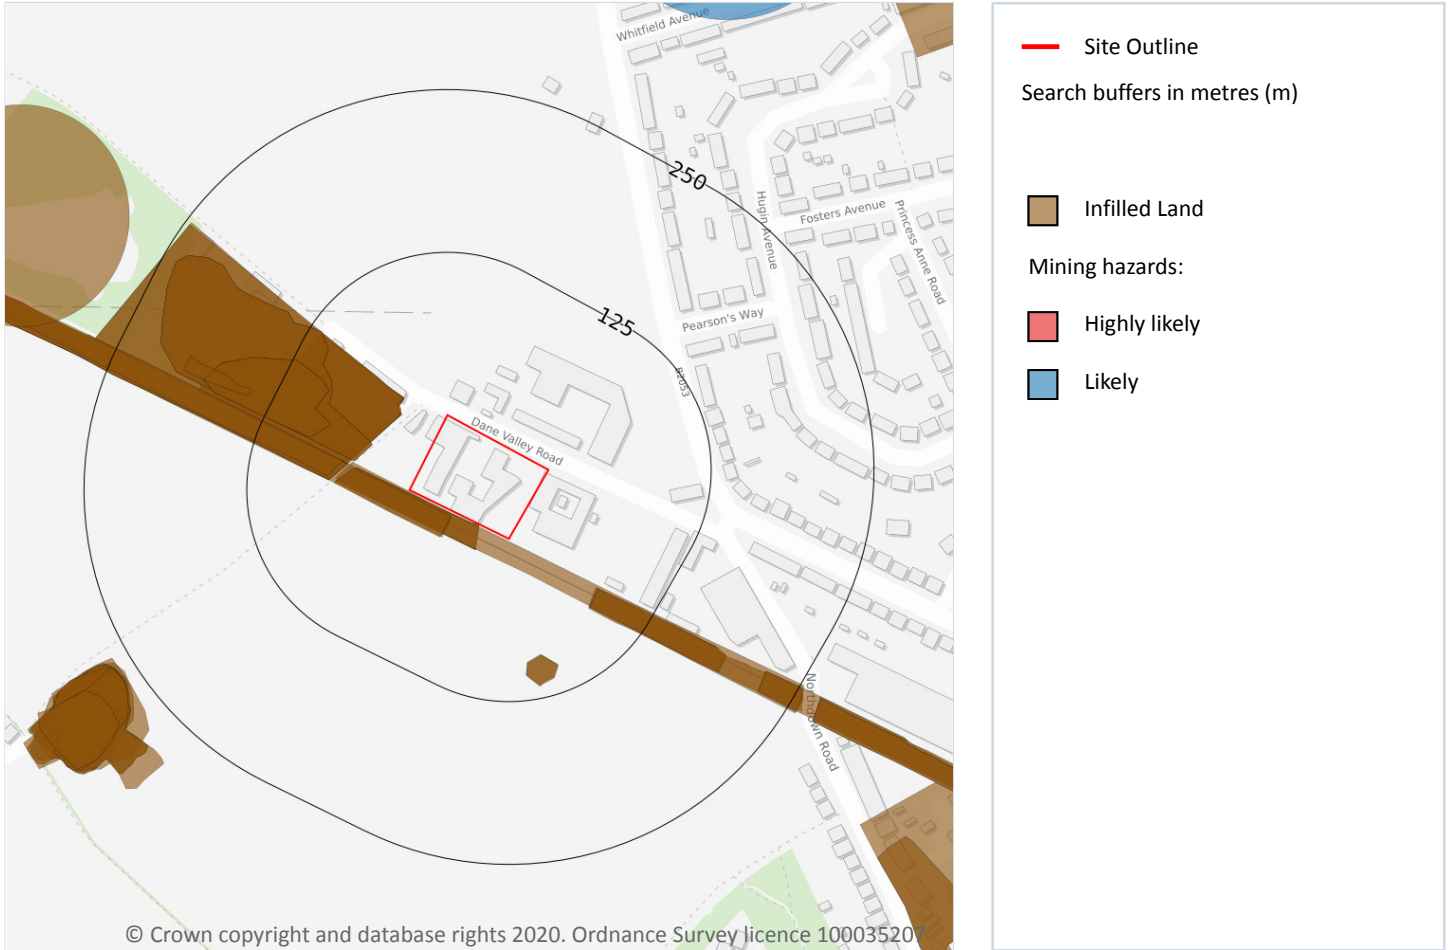 Whitfield Avenue
250
Hugin Avenue
Fosters Avenue
Princess Anne Road
125
Pearson's Way
B2053
Dane Valley Road
Northdown Road
© Crown copyright and database rights 2020. Ordnance Survey licence 100035207
Site Outline
Search buffers in metres (m)
Infilled Land
Mining hazards:
Highly likely
Likely